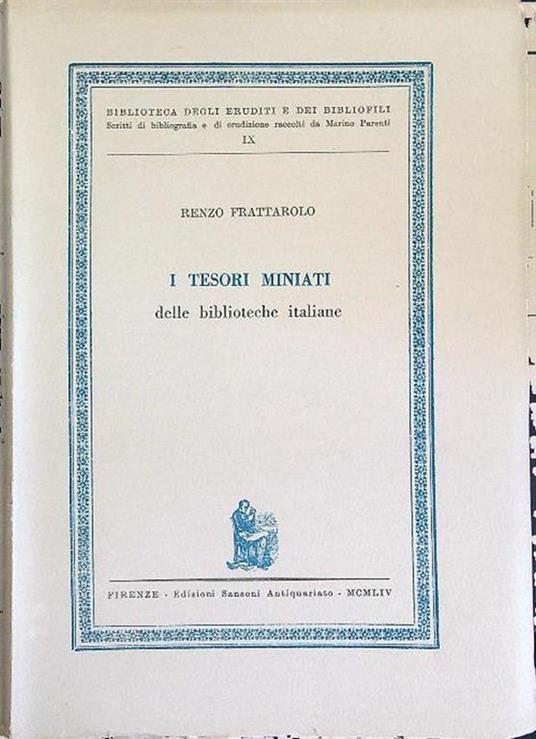 BIBLIOTECA DEGLI ERUDITI E DEI BIBLIOFILI
Scritti di bibliografia e di erudizione raccolti da Marino Parenti
IX
RENZO FRATTAROLO
I TESORI MINIATI
delle biblioteche italiane
FIRENZE - Edizioni Sansoni Antiquariato - MCMLIV